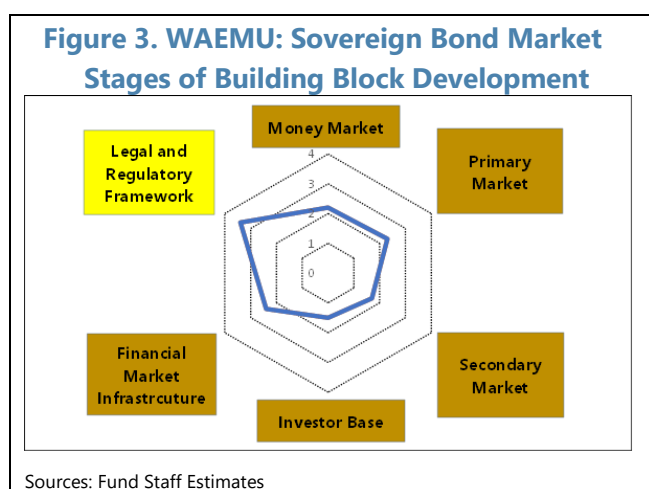 Figure 3. WAEMU: Sovereign Bond Market
Stages of Building Block Development
Money Market
Legal and
Regulatory
Framework
Primary
Market
4
3
2
1
0
Financial
Market
Infrastrcuture
Secondary
Market
Investor Base
Sources: Fund Staff Estimates